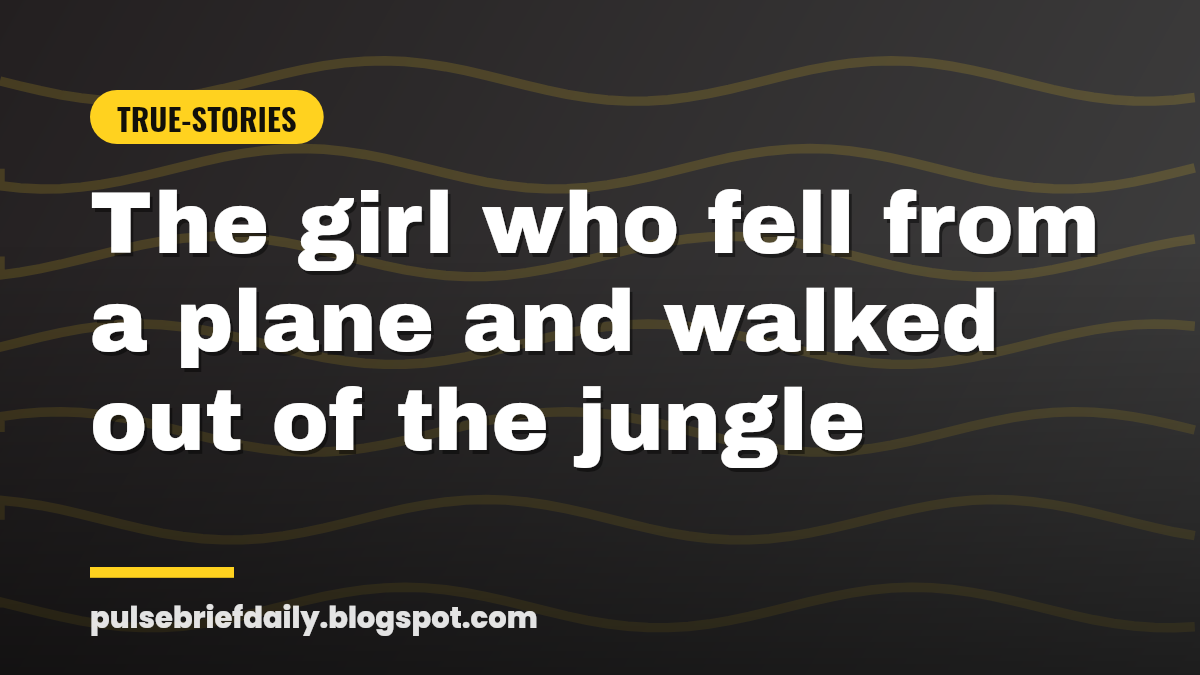 TRUE-STORIES
The girl who fell from
a plane and walked
out of the jungle
pulsebriefdaily.blogspot.com